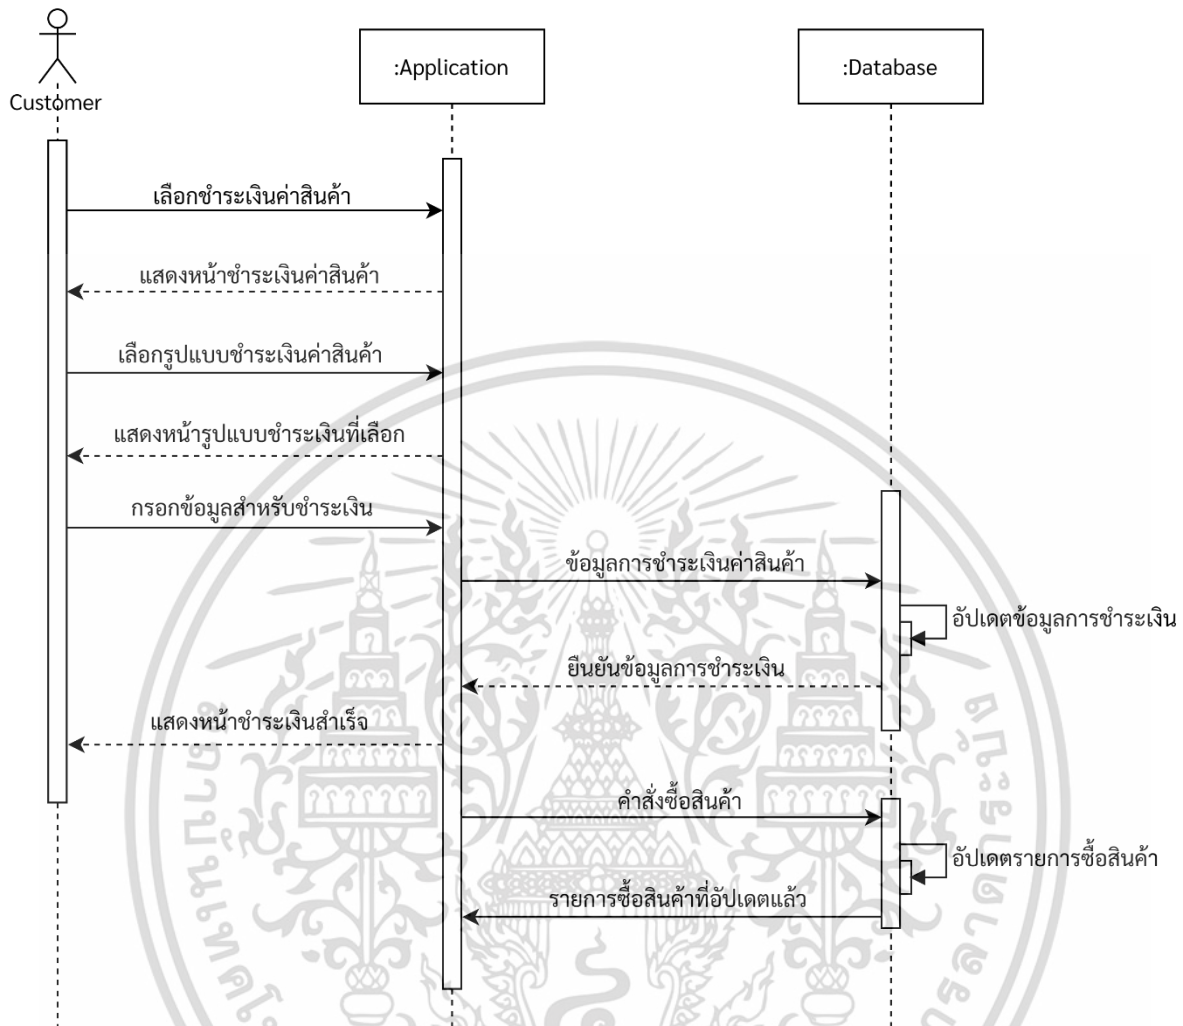 Customer
:Application
:Database
เลือกชำระเงินค่าสินค้า
แสดงหน้าชำระเงินค่าสินค้า
เลือกรูปแบบชำระเงินค่าสินค้า
แสดงหน้ารูปแบบชำระเงินที่เลือก
กรอกข้อมูลสำหรับชำระเงิน
ข้อมูลการชำระเงินค่าสินค้า
อัปเดตข้อมูลการชำระเงิน
ยืนยันข้อมูลการชำระเงิน
แสดงหน้าชำระเงินสำเร็จ
คำสั่งซื้อสินค้า
อัปเดตรายการซื้อสินค้า
รายการซื้อสินค้าที่อัปเดตแล้ว